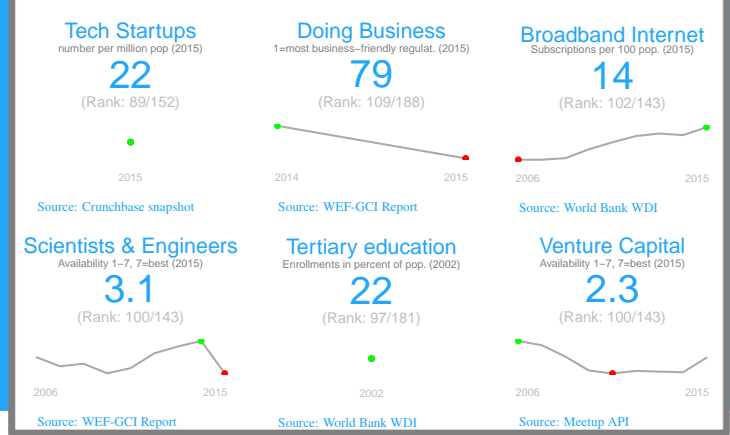 Tech Startups
number per million pop (2015)
22
(Rank: 89/152)
2015
Source: Crunchbase snapshot
Doing Business
1=most business−friendly regulat. (2015)
79
(Rank: 109/188)
2014 2015
Source: WEF-GCI Report
Broadband Internet
Subscriptions per 100 pop. (2015)
14
(Rank: 102/143)
2006 2015
Source: World Bank WDI
Scientists & Engineers
Availability 1−7, 7=best (2015)
3.1
(Rank: 100/143)
2006 2015
Source: WEF-GCI Report
Tertiary education
Enrollments in percent of pop. (2002)
22
(Rank: 97/181)
2002
Source: World Bank WDI
Venture Capital
Availability 1−7, 7=best (2015)
2.3
(Rank: 100/143)
2006 2015
Source: Meetup API